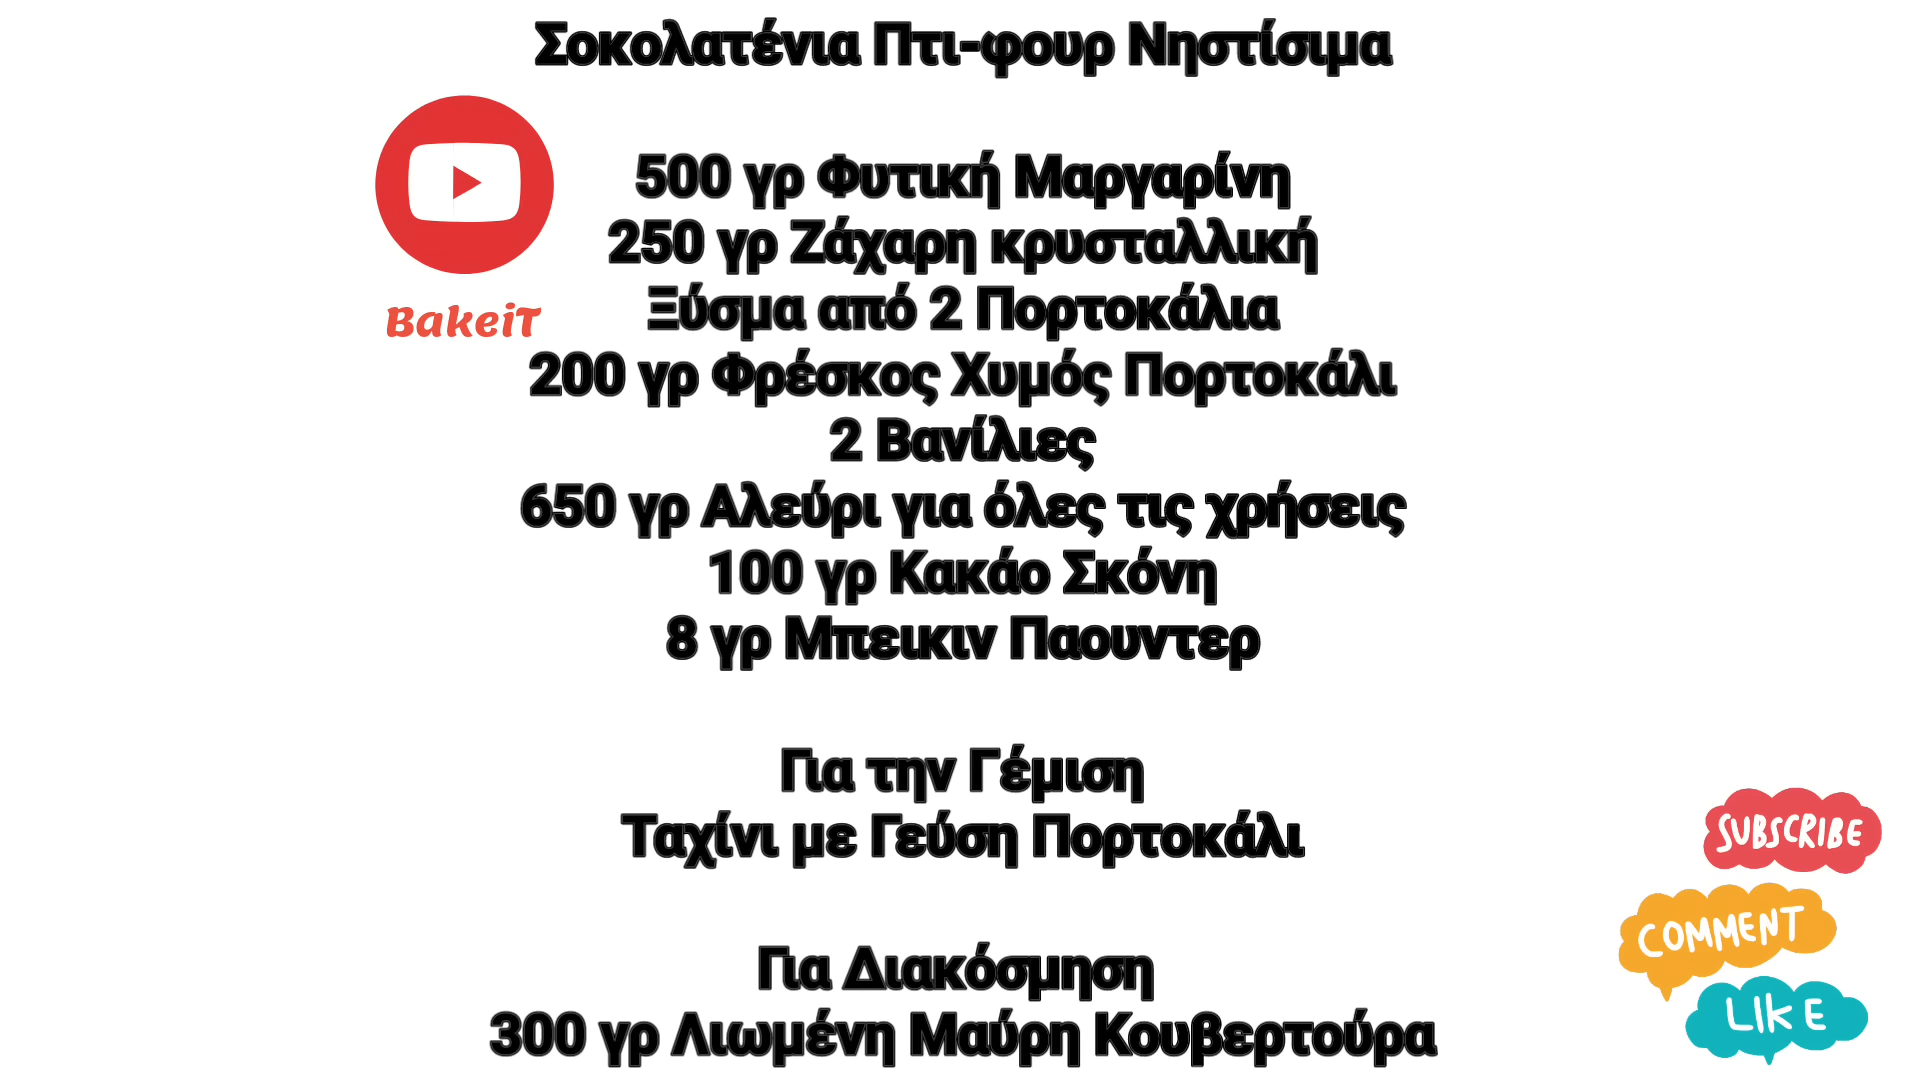 Σοκολατένια Πτι-φουρ Νηστίσιμα
BakeiT
500 γρ Φυτική Μαργαρίνη
250 γρ Ζάχαρη κρυσταλλική
Ξύσμα από 2 Πορτοκάλια
200 γρ Φρέσκος Χυμός Πορτοκάλι
2 Βανίλιες
650 γρ Αλεύρι για όλες τις χρήσεις
100 γρ Κακάο Σκόνη
8 γρ Μπεικιν Παουντερ
Για την Γέμιση
Ταχίνι με Γεύση Πορτοκάλι
Για Διακόσμηση
300 γρ Λιωμένη Μαύρη Κουβερτούρα
SUBSCRIBE
COMMENT
LIKE